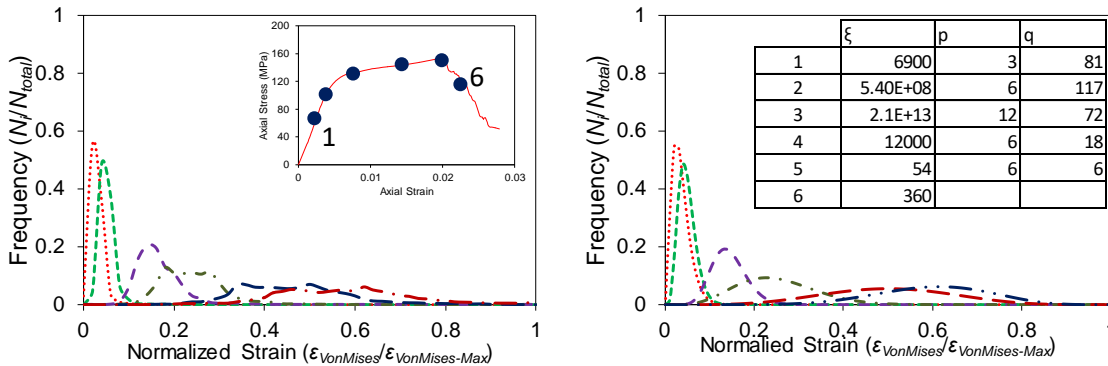 1
0.8
0.6
0.4
0.2
0
Frequency (Ni/Ntotal)
0 0.2 0.4 0.6 0.8 1
Normalized Strain (εVonMises/εVonMises-Max)
200
160
120
80
40
0
Axial Stress (MPa)
1
6
0 0.01 0.02 0.03
Axial Strain
1
0.8
0.6
0.4
0.2
0
Frequency (Ni/Ntotal)
0 0.2 0.4 0.6 0.8 1
Normalied Strain (εVonMises/εVonMises-Max)
ξ p q
1 6900 3 81
2 5.40E+08 6 117
3 2.1E+13 12 72
4 12000 6 18
5 54 6 6
6 360